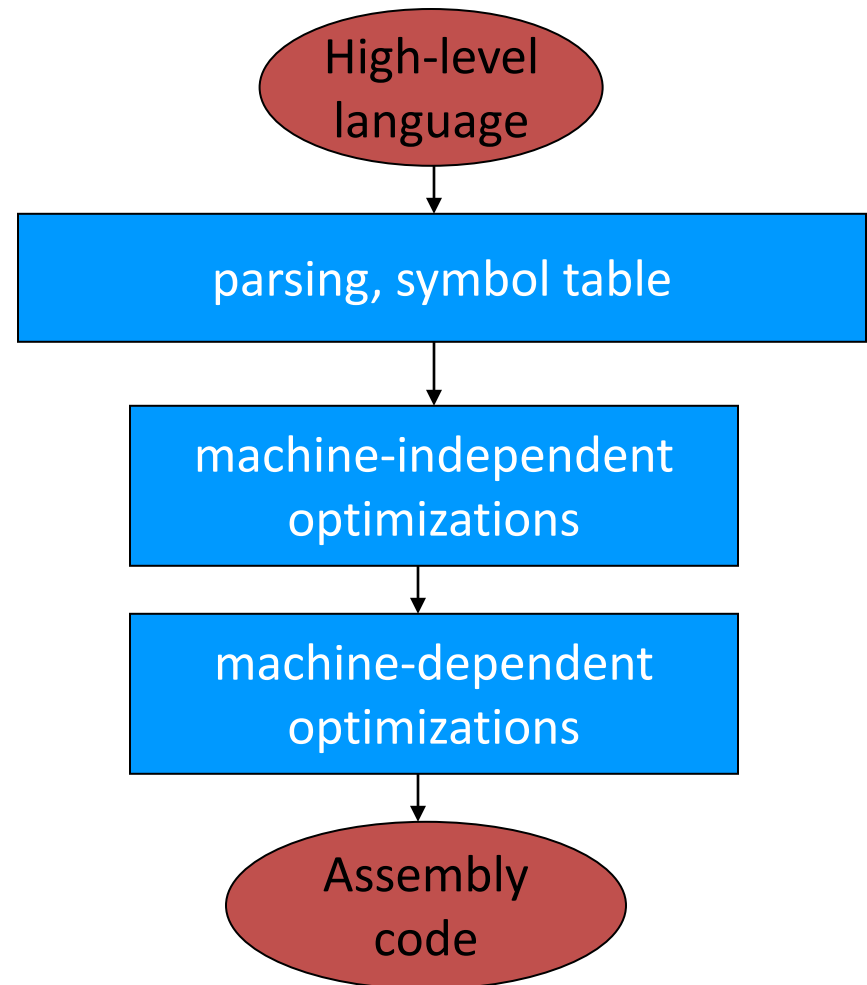 High-level
language
parsing, symbol table
machine-independent
optimizations
machine-dependent
optimizations
Assembly
code